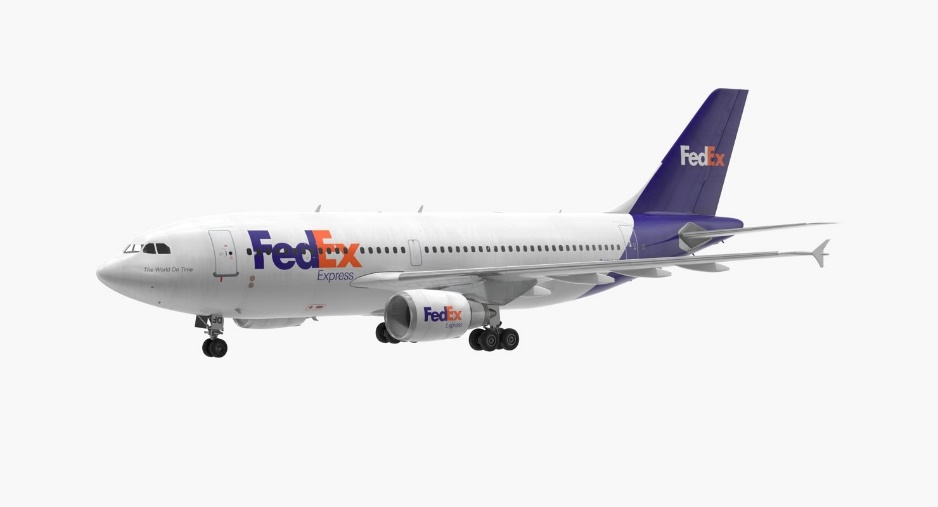 The World On Time
FedEx
Express
FedEx
Express
FedEx